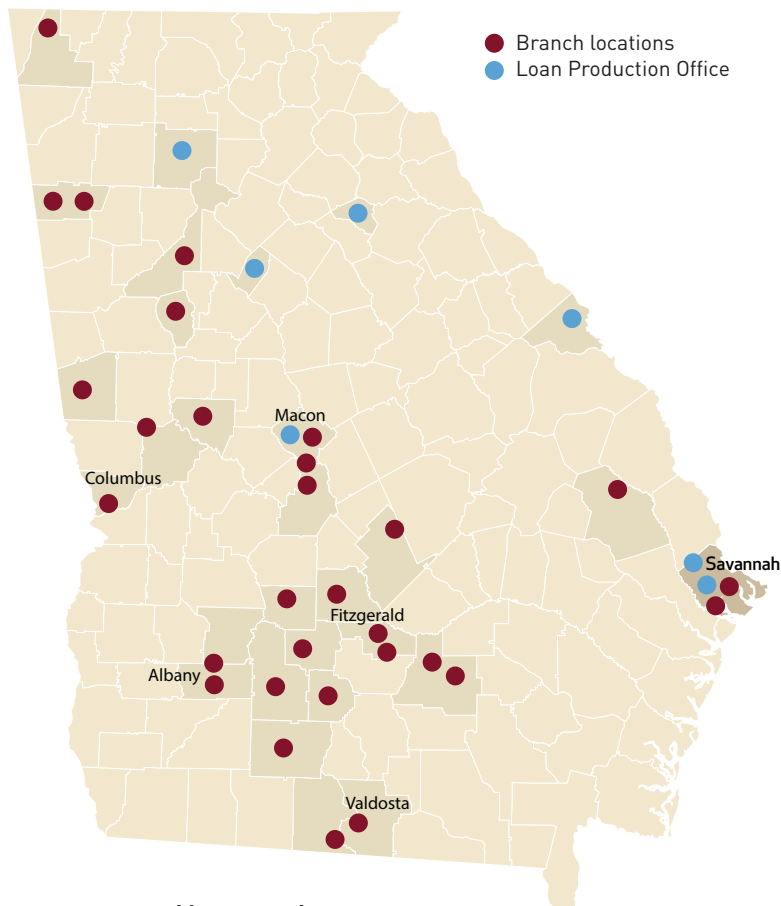 Branch locations
Loan Production Office
Macon
Columbus
Savannah
Fitzgerald
Albany
Valdosta